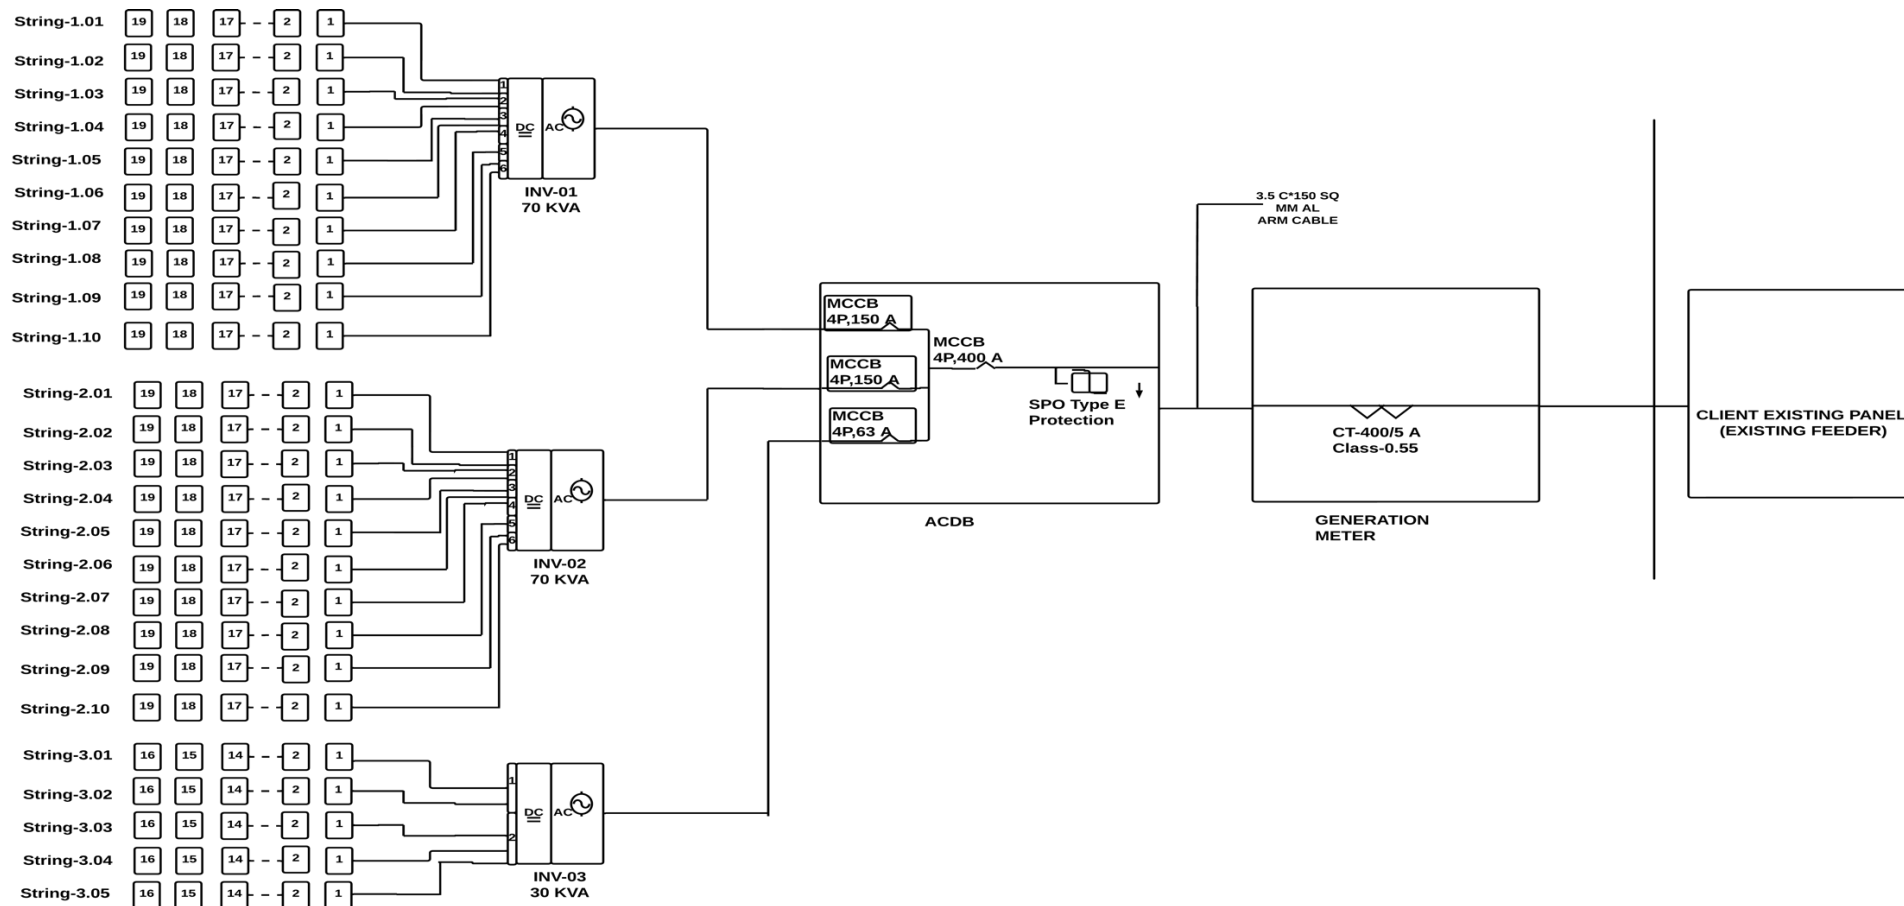 String-1.01 19 18 17 2 1
String-1.02 19 18 17 2 1
String-1.03 19 18 17 2 1
String-1.04 19 18 17 2 1
String-1.05 19 18 17 2 1
String-1.06 19 18 17 2 1
String-1.07 19 18 17 2 1
String-1.08 19 18 17 2 1
String-1.09 19 18 17 2 1
String-1.10 19 18 17 2 1
1
2
3
4
5
6
DC AC
INV-01
70 KVA
String-2.01 19 18 17 2 1
String-2.02 19 18 17 2 1
String-2.03 19 18 17 2 1
String-2.04 19 18 17 2 1
String-2.05 19 18 17 2 1
String-2.06 19 18 17 2 1
String-2.07 19 18 17 2 1
String-2.08 19 18 17 2 1
String-2.09 19 18 17 2 1
String-2.10 19 18 17 2 1
1
2
3
4
5
6
DC AC
INV-02
70 KVA
String-3.01 16 15 14 2 1
String-3.02 16 15 14 2 1
String-3.03 16 15 14 2 1
String-3.04 16 15 14 2 1
String-3.05 16 15 14 2 1
1
2
DC AC
INV-03
30 KVA
MCCB
4P,150 A
MCCB
4P,150 A
MCCB
4P,63 A
MCCB
4P,400 A
SPO Type E
Protection
ACDB
3.5 C*150 SQ
MM AL
ARM CABLE
CT-400/5 A
Class-0.55
GENERATION
METER
CLIENT EXISTING PANEL
(EXISTING FEEDER)